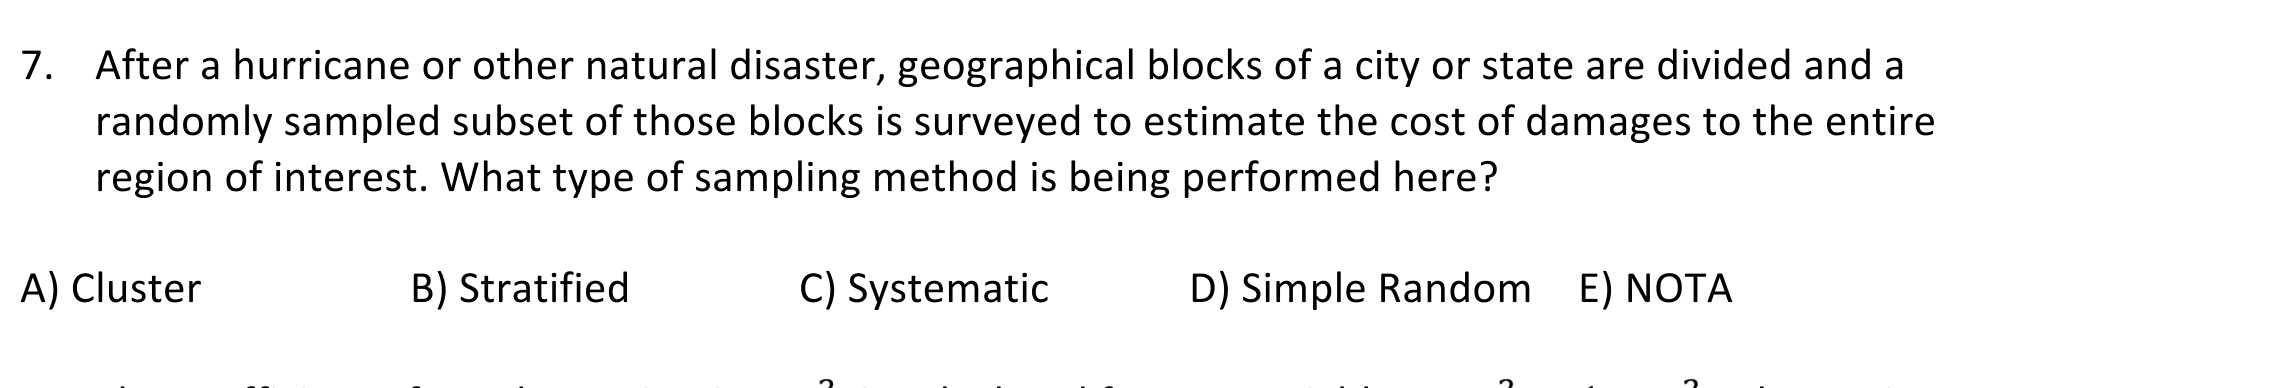 7. After a hurricane or other natural disaster, geographical blocks of a city or state are divided and a
randomly sampled subset of those blocks is surveyed to estimate the cost of damages to the entire
region of interest. What type of sampling method is being performed here?
A) Cluster B) Stratified C) Systematic D) Simple Random E) NOTA